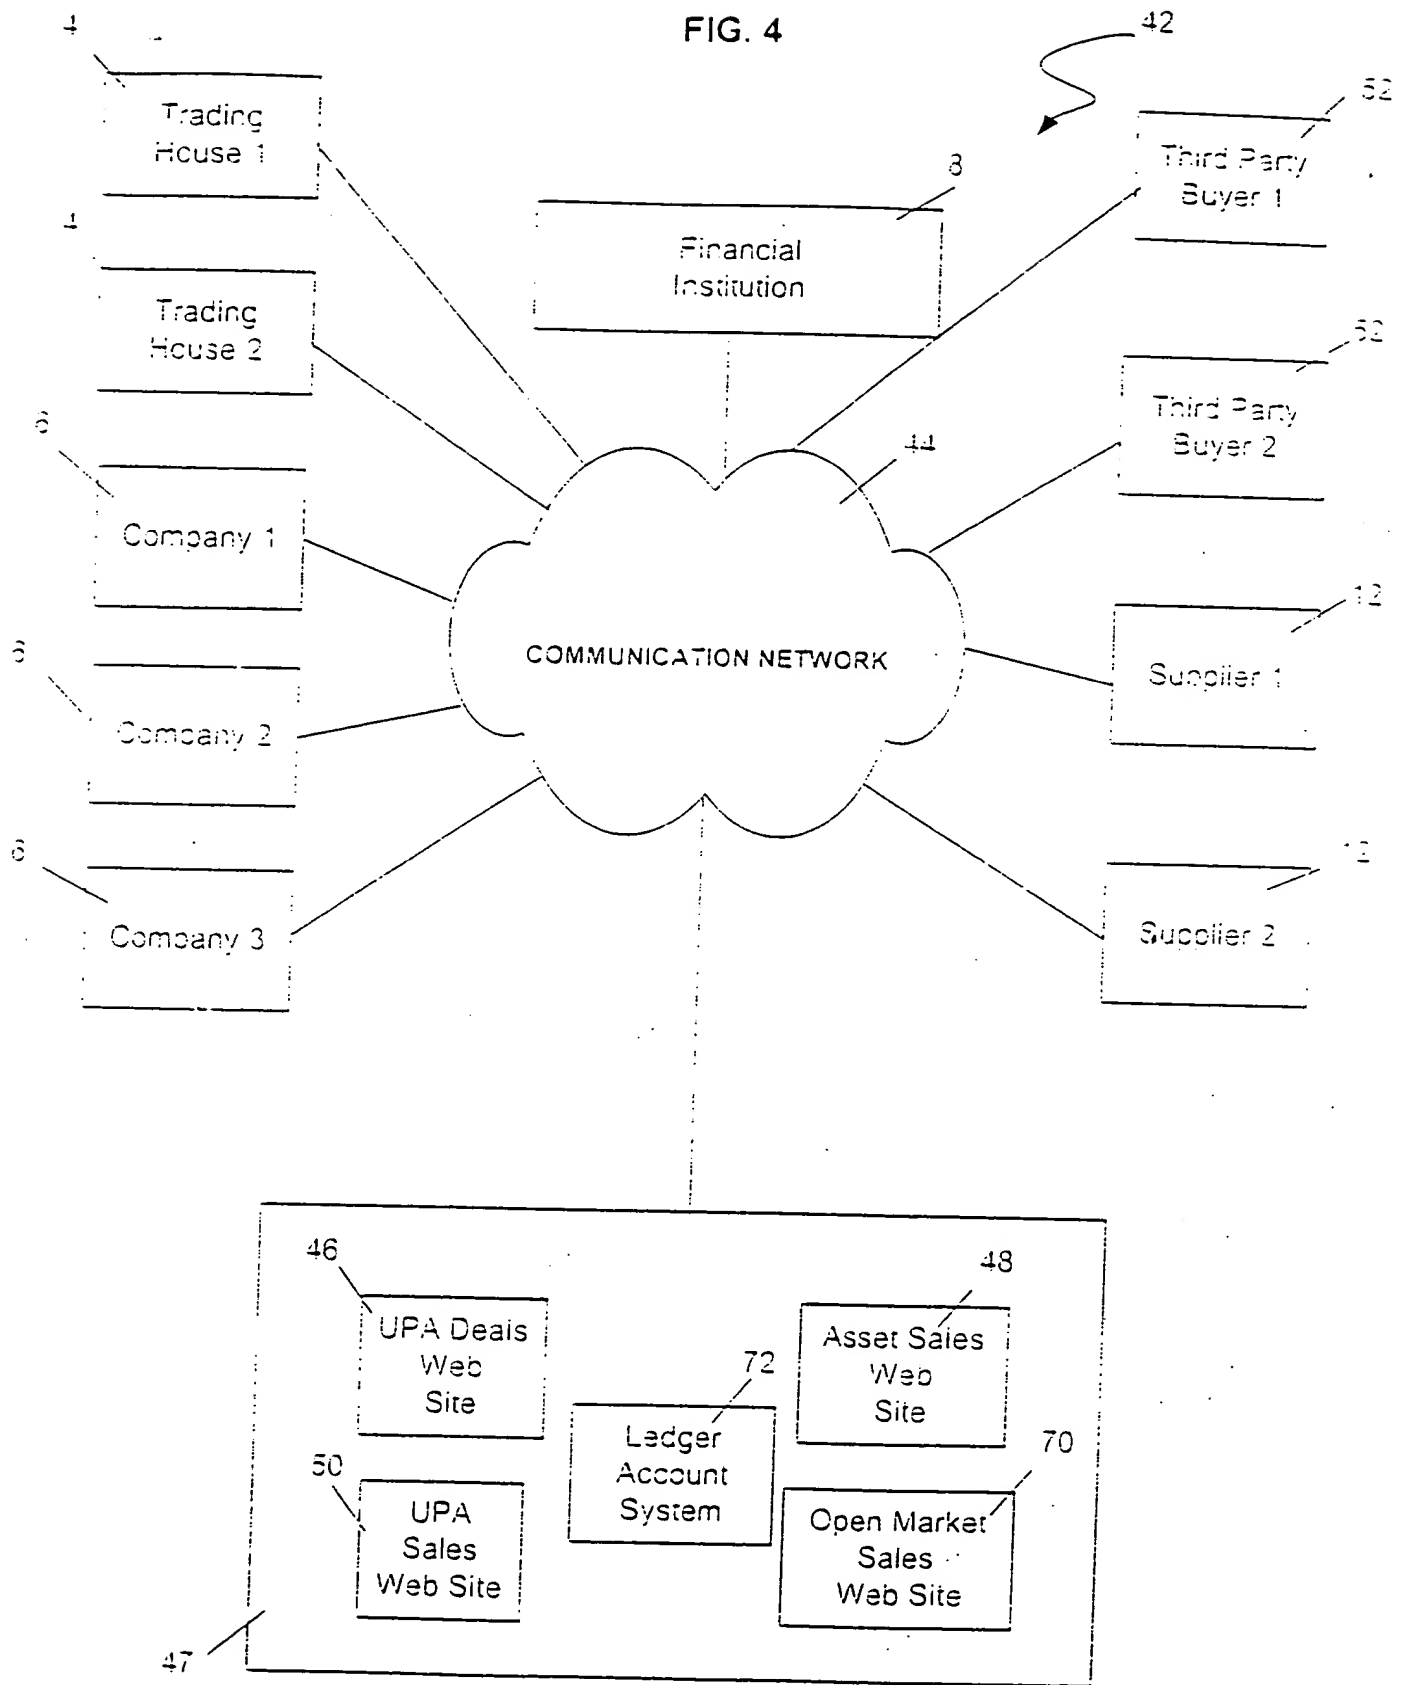 FIG. 4
42
4
Trading
House 1
4
Trading
House 2
6
Company 1
6
Company 2
6
Company 3
8
Financial
Institution
52
Third Party
Buyer 1
52
Third Party
Buyer 2
12
Supplier 1
12
Supplier 2
44
COMMUNICATION NETWORK
46
UPA Deals
Web
Site
48
Asset Sales
Web
Site
72
Ledger
Account
System
50
UPA
Sales
Web Site
70
Open Market
Sales
Web Site
47